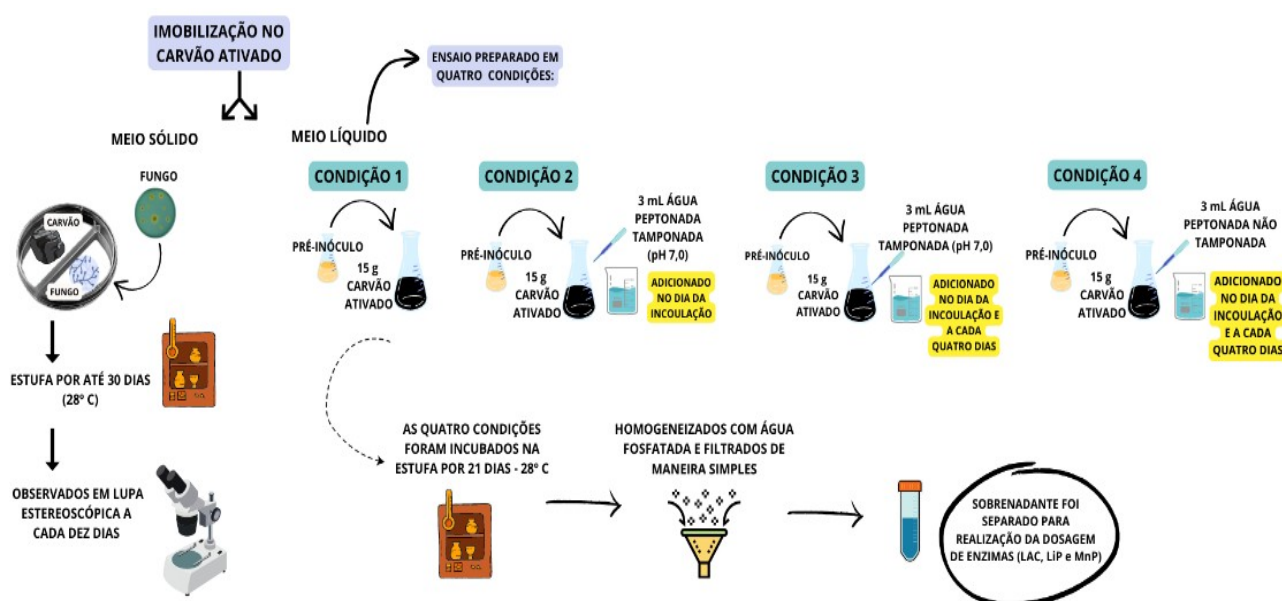 IMOBILIZAÇÃO NO
CARVÃO ATIVADO
ENSAIO PREPARADO EM
QUATRO CONDIÇÕES:
MEIO SÓLIDO
FUNGO
CARVÃO
FUNGO
ESTUFA POR ATÉ 30 DIAS
(28º C)
OBSERVADOS EM LUPA
ESTEREOSCÓPICA A
CADA DEZ DIAS
MEIO LÍQUIDO
CONDIÇÃO 1
PRÉ-INÓCULO
15 g
CARVÃO
ATIVADO
CONDIÇÃO 2
PRÉ-INÓCULO
15 g
CARVÃO
ATIVADO
3 mL ÁGUA
PEPTONADA
TAMPONADA
(pH 7,0)
ADICIONADO
NO DIA DA
INCOULAÇÃO
CONDIÇÃO 3
PRÉ-INÓCULO
15 g
CARVÃO
ATIVADO
3 mL ÁGUA
PEPTONADA
TAMPONADA (pH 7,0)
ADICIONADO
NO DIA DA
INCOULAÇÃO E
A CADA
QUATRO DIAS
CONDIÇÃO 4
PRÉ-INÓCULO
15 g
CARVÃO
ATIVADO
3 mL ÁGUA
PEPTONADA NÃO
TAMPONADA
ADICIONADO
NO DIA DA
INCOULAÇÃO
E A CADA
QUATRO DIAS
AS QUATRO CONDIÇÕES
FORAM INCUBADOS NA
ESTUFA POR 21 DIAS - 28º C
HOMOGENEIZADOS COM ÁGUA
FOSFATADA E FILTRADOS DE
MANEIRA SIMPLES
SOBRENADANTE FOI
SEPARADO PARA
REALIZAÇÃO DA DOSAGEM
DE ENZIMAS (LAC, LiP e MnP)